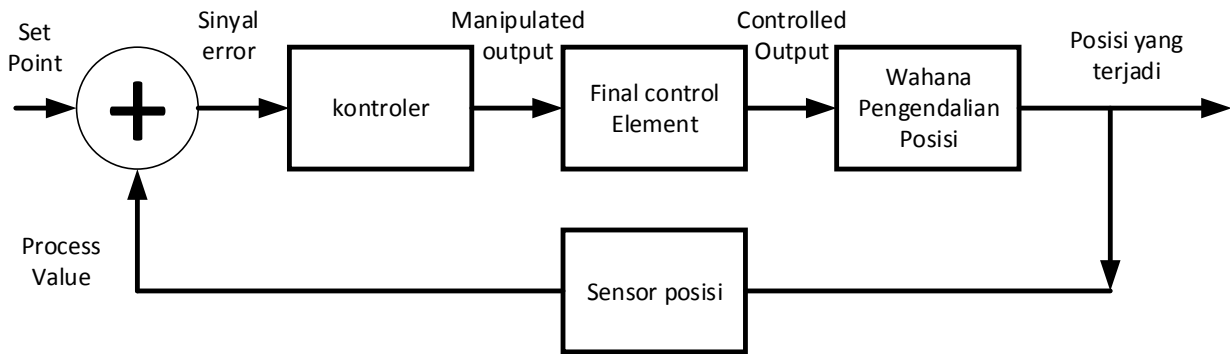 Set
Point
Sinyal
error
kontroler
Manipulated
output
Final control
Element
Controlled
Output
Wahana
Pengendalian
Posisi
Posisi yang
terjadi
Process
Value
Sensor posisi